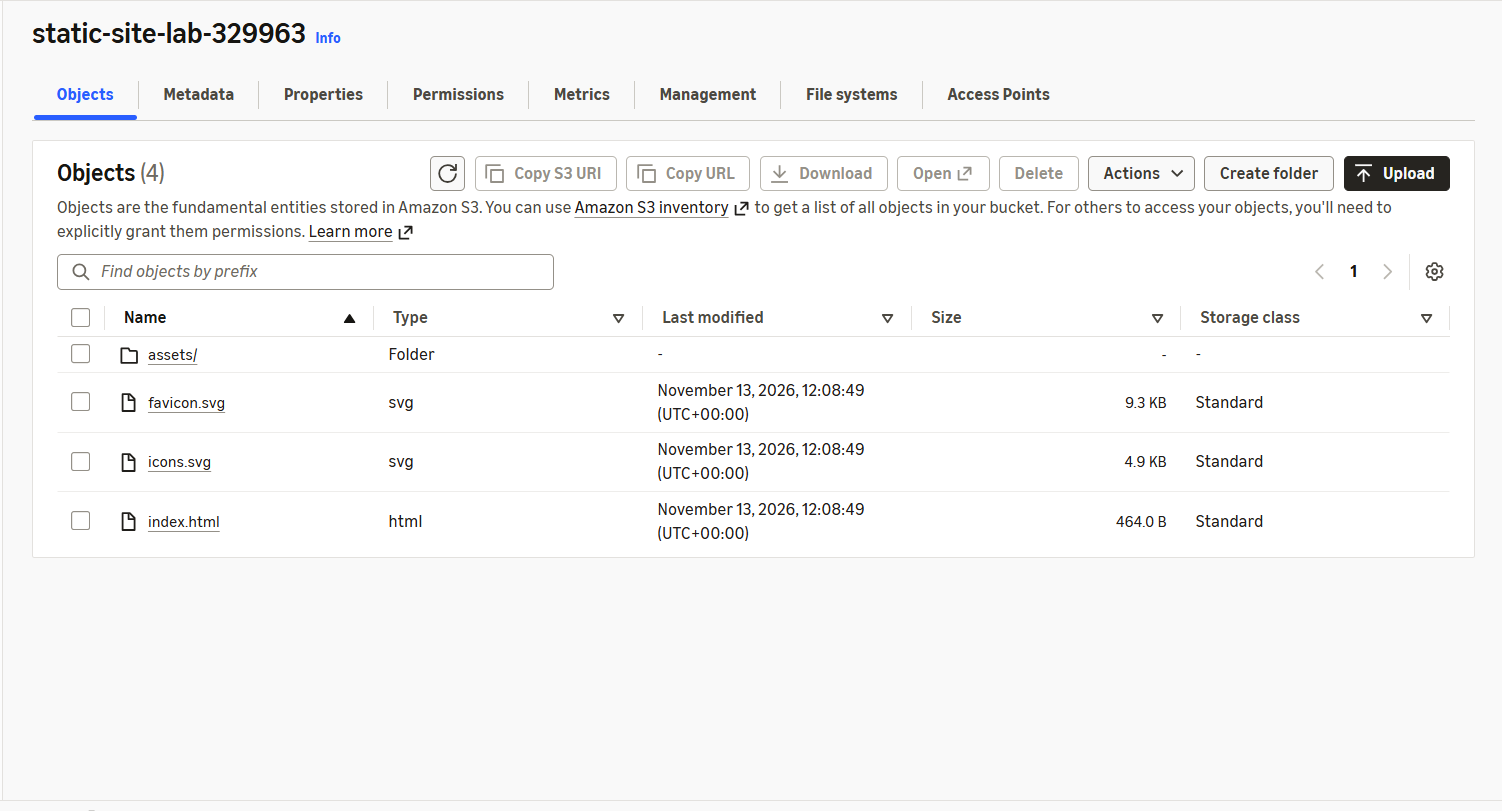 static-site-lab-329963 Info
Objects Metadata Properties Permissions Metrics Management File systems Access Points
Objects (4) Copy S3 URI Copy URL Download Open Delete Actions Create folder Upload
Objects are the fundamental entities stored in Amazon S3. You can use Amazon S3 inventory to get a list of all objects in your bucket. For others to access your objects, you'll need to
explicitly grant them permissions. Learn more
Find objects by prefix 1
Name Type Last modified Size Storage class
assets/ Folder - - -
favicon.svg svg November 13, 2026, 12:08:49 (UTC+00:00) 9.3 KB Standard
icons.svg svg November 13, 2026, 12:08:49 (UTC+00:00) 4.9 KB Standard
index.html html November 13, 2026, 12:08:49 (UTC+00:00) 464.0 B Standard